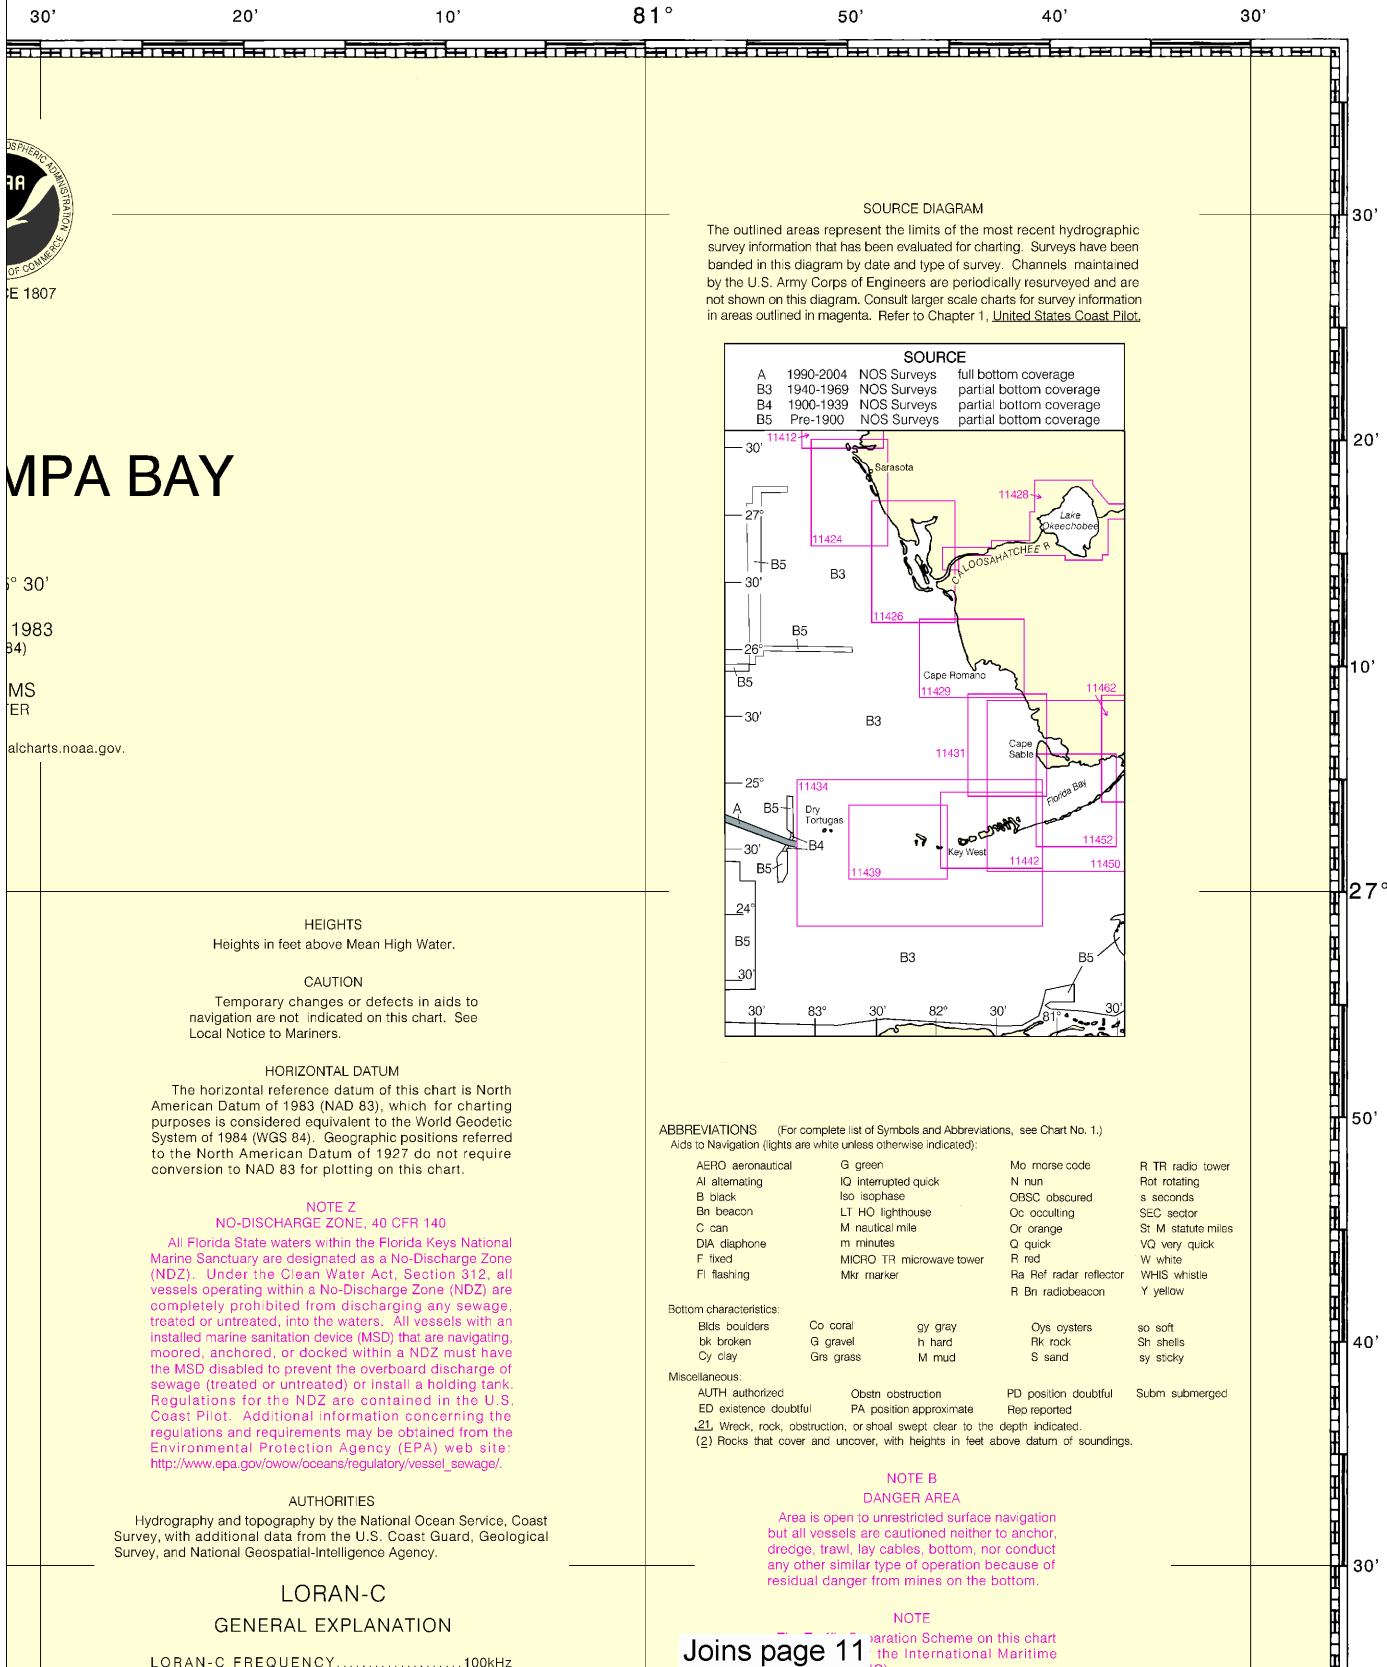 30' 20' 10' 81° 50' 40' 30'
OSPHERIC ADMINISTRATION
NATIONAL
OF COMMERCE
CE 1807
MPA BAY
° 30'
1983
84)
MS
TER
alcharts.noaa.gov.
HEIGHTS
Heights in feet above Mean High Water.
CAUTION
Temporary changes or defects in aids to
navigation are not indicated on this chart. See
Local Notice to Mariners.
HORIZONTAL DATUM
The horizontal reference datum of this chart is North
American Datum of 1983 (NAD 83), which for charting
purposes is considered equivalent to the World Geodetic
System of 1984 (WGS 84). Geographic positions referred
to the North American Datum of 1927 do not require
conversion to NAD 83 for plotting on this chart.
NOTE Z
NO-DISCHARGE ZONE, 40 CFR 140
All Florida State waters within the Florida Keys National
Marine Sanctuary are designated as a No-Discharge Zone
(NDZ). Under the Clean Water Act, Section 312, all
vessels operating within a No-Discharge Zone (NDZ) are
completely prohibited from discharging any sewage,
treated or untreated, into the waters. All vessels with an
installed marine sanitation device (MSD) that are navigating,
moored, anchored, or docked within a NDZ must have
the MSD disabled to prevent the overboard discharge of
sewage (treated or untreated) or install a holding tank.
Regulations for the NDZ are contained in the U.S.
Coast Pilot. Additional information concerning the
regulations and requirements may be obtained from the
Environmental Protection Agency (EPA) web site:
http://www.epa.gov/owow/oceans/regulatory/vessel_sewage/.
AUTHORITIES
Hydrography and topography by the National Ocean Service, Coast
Survey, with additional data from the U.S. Coast Guard, Geological
Survey, and National Geospatial-Intelligence Agency.
LORAN-C
GENERAL EXPLANATION
LORAN-C FREQUENCY..................100kHz
SOURCE DIAGRAM
The outlined areas represent the limits of the most recent hydrographic
survey information that has been evaluated for charting. Surveys have been
banded in this diagram by date and type of survey. Channels maintained
by the U.S. Army Corps of Engineers are periodically resurveyed and are
not shown on this diagram. Consult larger scale charts for survey information
in areas outlined in magenta. Refer to Chapter 1, United States Coast Pilot.
SOURCE
A 1990-2004 NOS Surveys full bottom coverage
B3 1940-1969 NOS Surveys partial bottom coverage
B4 1900-1939 NOS Surveys partial bottom coverage
B5 Pre-1900 NOS Surveys partial bottom coverage
11412
30'
Sarasota
11428
27°
Lake
Okeechobee
11424
CALOOSAHATCHEE R
B5
B3
30'
11426
B5
26°
B5
Cape Romano
11429
11462
30'
B3
11431
Cape
Sable
25°
11434
Florida Bay
A
B5
Dry
Tortugas
30'
B4
Key West
11452
B5
11439
11442
11450
24°
B5
B3
B5
30'
30' 83° 30' 82° 30' 81° 30'
ABBREVIATIONS (For complete list of Symbols and Abbreviations, see Chart No. 1.)
Aids to Navigation (lights are white unless otherwise indicated):
AERO aeronautical G green Mo morse code R TR radio tower
Al alternating IQ interrupted quick N nun Rot rotating
B black Iso isophase OBSC obscured s seconds
Bn beacon LT HO lighthouse Oc occulting SEC sector
C can M nautical mile Or orange St M statute miles
DIA diaphone m minutes Q quick VQ very quick
F fixed MICRO TR microwave tower R red W white
Fl flashing Mkr marker Ra Ref radar reflector WHIS whistle
R Bn radiobeacon Y yellow
Bottom characteristics:
Blds boulders Co coral gy gray Oys oysters so soft
bk broken G gravel h hard Rk rock Sh shells
Cy clay Grs grass M mud S sand sy sticky
Miscellaneous:
AUTH authorized Obstn obstruction PD position doubtful Subm submerged
ED existence doubtful PA position approximate Rep reported
21, Wreck, rock, obstruction, or shoal swept clear to the depth indicated.
(2) Rocks that cover and uncover, with heights in feet above datum of soundings.
NOTE B
DANGER AREA
Area is open to unrestricted surface navigation
but all vessels are cautioned neither to anchor,
dredge, trawl, lay cables, bottom, nor conduct
any other similar type of operation because of
residual danger from mines on the bottom.
NOTE
paration Scheme on this chart
the International Maritime
Joins page 11
30'
20'
10'
27°
50'
40'
30'